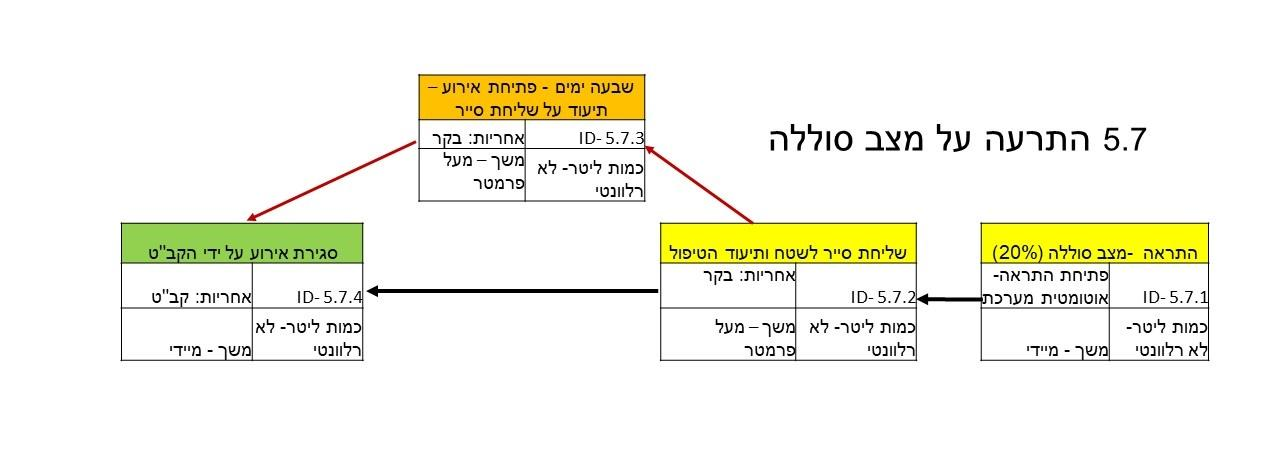 5.7 התרעה על מצב סוללה
שבעה ימים - פתיחת אירוע –
תיעוד על שליחת סייר
ID- 5.7.3
אחריות: בקר
כמות ליטר- לא
רלוונטי
משך – מעל
פרמטר
התראה -מצב סוללה (20%)
ID- 5.7.1
פתיחת התראה-
אוטומטית מערכת
כמות ליטר-
לא רלוונטי
משך - מיידי
שליחת סייר לשטח ותיעוד הטיפול
ID- 5.7.2
אחריות: בקר
כמות ליטר- לא
רלוונטי
משך – מעל
פרמטר
סגירת אירוע על ידי הקב"ט
ID- 5.7.4
אחריות: קב"ט
כמות ליטר- לא
רלוונטי
משך - מיידי